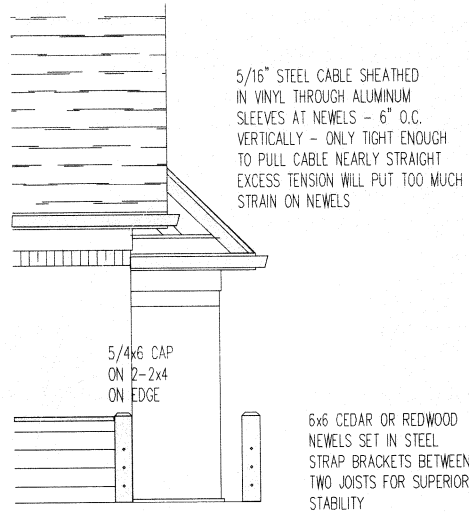 5/16" STEEL CABLE SHEATHED
IN VINYL THROUGH ALUMINUM
SLEEVES AT NEWELS - 6" O.C.
VERTICALLY - ONLY TIGHT ENOUGH
TO PULL CABLE NEARLY STRAIGHT
EXCESS TENSION WILL PUT TOO MUCH
STRAIN ON NEWELS
5/4x6 CAP
ON 2-2x4
ON EDGE
6x6 CEDAR OR REDWOOD
NEWELS SET IN STEEL
STRAP BRACKETS BETWEEN
TWO JOISTS FOR SUPERIOR
STABILITY